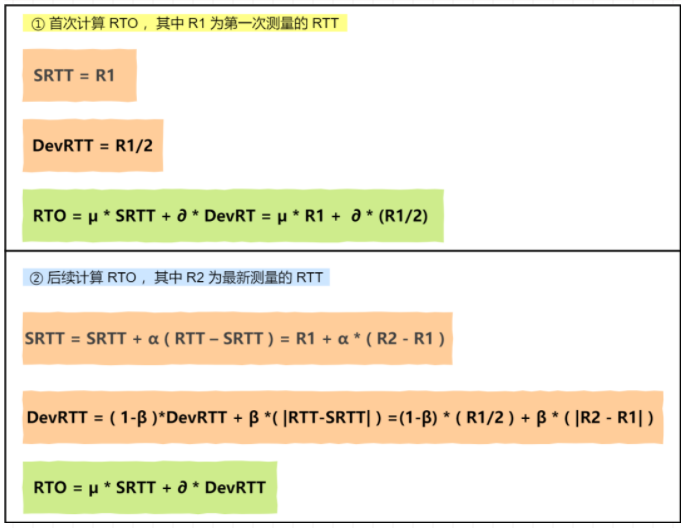 ① 首次计算 RTO ，其中 R1 为第一次测量的 RTT
SRTT = R1
DevRTT = R1/2
RTO = μ * SRTT + ∂ * DevRT = μ * R1 + ∂ * (R1/2)
② 后续计算 RTO ，其中 R2 为最新测量的 RTT
SRTT = SRTT + α ( RTT – SRTT ) = R1 + α * ( R2 - R1 )
DevRTT = ( 1-β )*DevRTT + β *( |RTT-SRTT| ) =(1-β) * ( R1/2 ) + β * ( |R2 - R1| )
RTO = μ * SRTT + ∂ * DevRTT